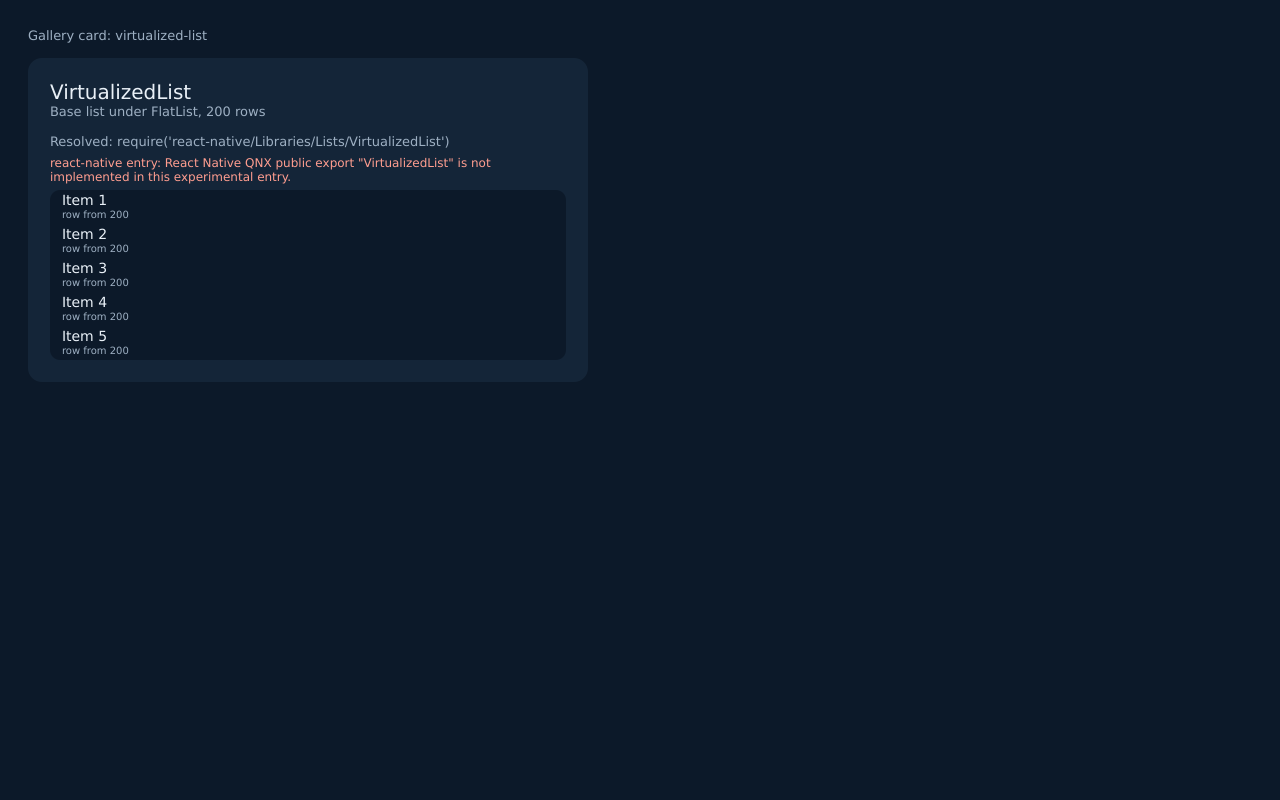 Gallery card: virtualized-list
VirtualizedList
Base list under FlatList, 200 rows
Resolved: require('react-native/Libraries/Lists/VirtualizedList')
react-native entry: React Native QNX public export "VirtualizedList" is not
implemented in this experimental entry.
Item 1
row from 200
Item 2
row from 200
Item 3
row from 200
Item 4
row from 200
Item 5
row from 200